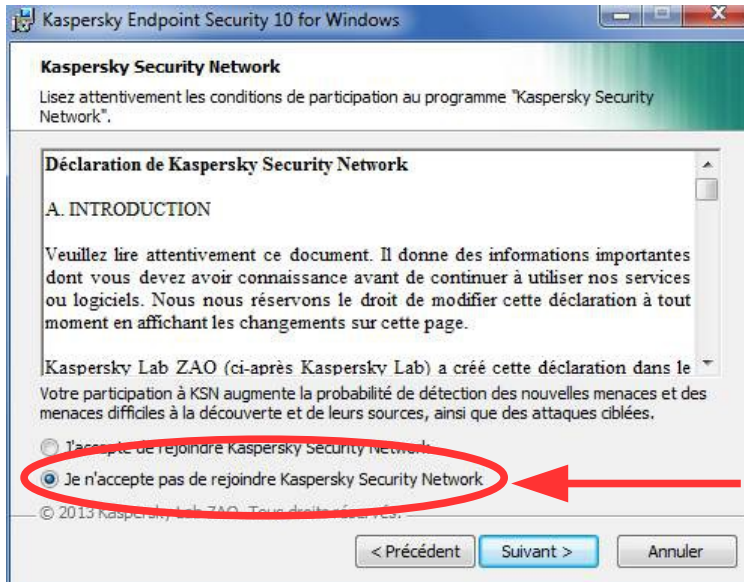 Kaspersky Endpoint Security 10 for Windows
Kaspersky Security Network
Lisez attentivement les conditions de participation au programme "Kaspersky Security
Network".
Déclaration de Kaspersky Security Network
A. INTRODUCTION
Veuillez lire attentivement ce document. Il donne des informations importantes
dont vous devez avoir connaissance avant de continuer à utiliser nos services
ou logiciels. Nous nous réservons le droit de modifier cette déclaration à tout
moment en affichant les changements sur cette page.
Kaspersky Lab ZAO (ci-après Kaspersky Lab) a créé cette déclaration dans le
Votre participation à KSN augmente la probabilité de détection des nouvelles menaces et des
menaces difficiles à la découverte et de leurs sources, ainsi que des attaques ciblées.
J'accepte de rejoindre Kaspersky Security Network
Je n'accepte pas de rejoindre Kaspersky Security Network
© 2013 Kaspersky Lab ZAO. Tous droits réservés.
< Précédent
Suivant >
Annuler